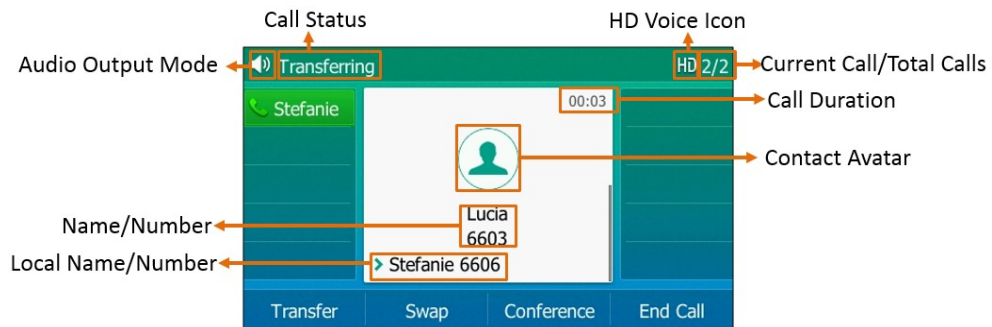 Call Status
HD Voice Icon
Audio Output Mode
Transferring
HD 2/2
Current Call/Total Calls
Stefanie
00:03
Call Duration
Contact Avatar
Name/Number
Lucia
6603
Local Name/Number
Stefanie 6606
Transfer
Swap
Conference
End Call